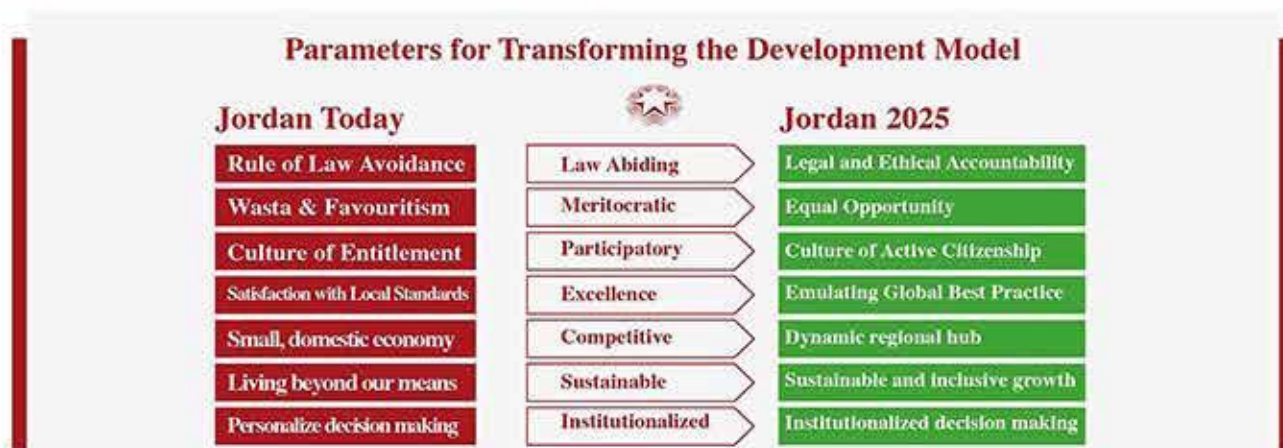 Parameters for Transforming the Development Model
Jordan Today
Jordan 2025
Rule of Law Avoidance
Law Abiding
Legal and Ethical Accountability
Wasta & Favouritism
Meritocratic
Equal Opportunity
Culture of Entitlement
Participatory
Culture of Active Citizenship
Satisfaction with Local Standards
Excellence
Emulating Global Best Practice
Small, domestic economy
Competitive
Dynamic regional hub
Living beyond our means
Sustainable
Sustainable and inclusive growth
Personalize decision making
Institutionalized
Institutionalized decision making